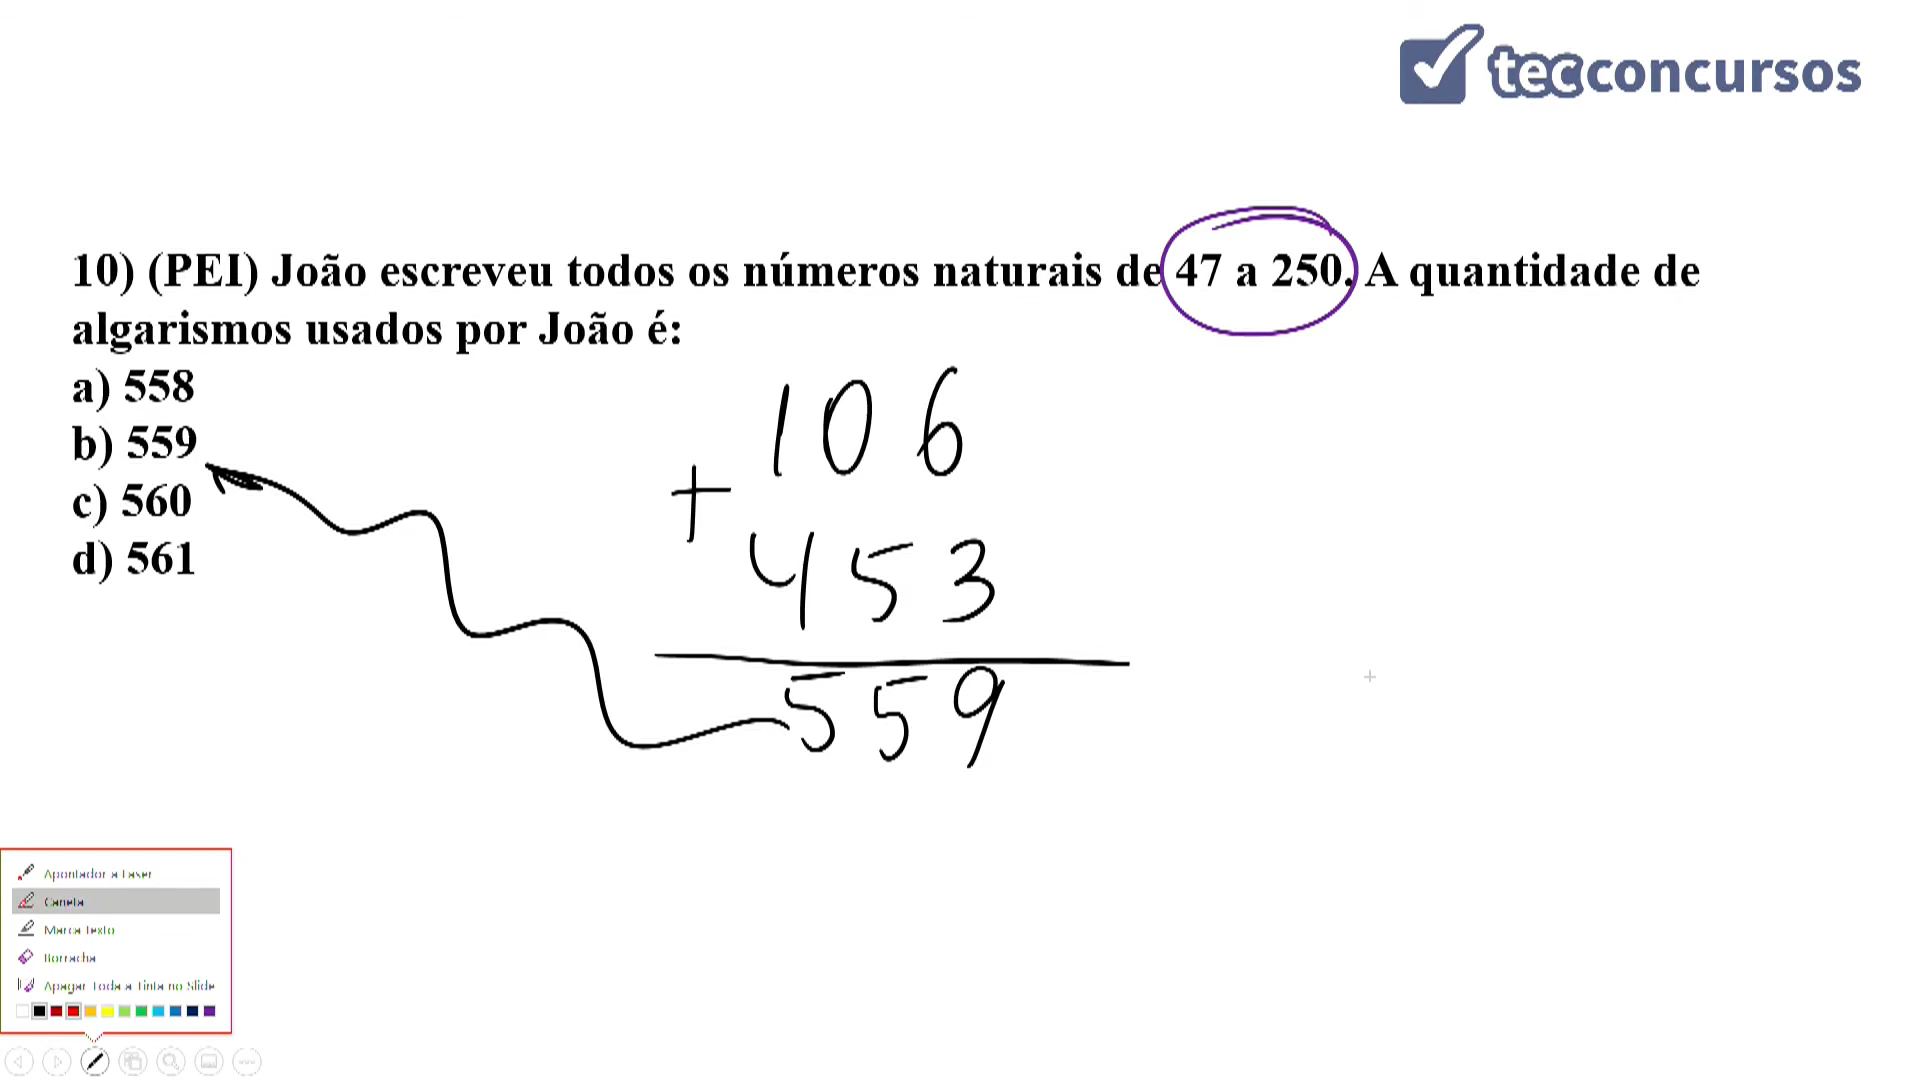 tecconcursos
10) (PEI) João escreveu todos os números naturais de 47 a 250. A quantidade de
algarismos usados por João é:
a) 558
b) 559
c) 560
d) 561
106
+
453
559
Apontador a Laser
Caneta
Marca Texto
Borracha
Apagar Toda a Tinta no Slide